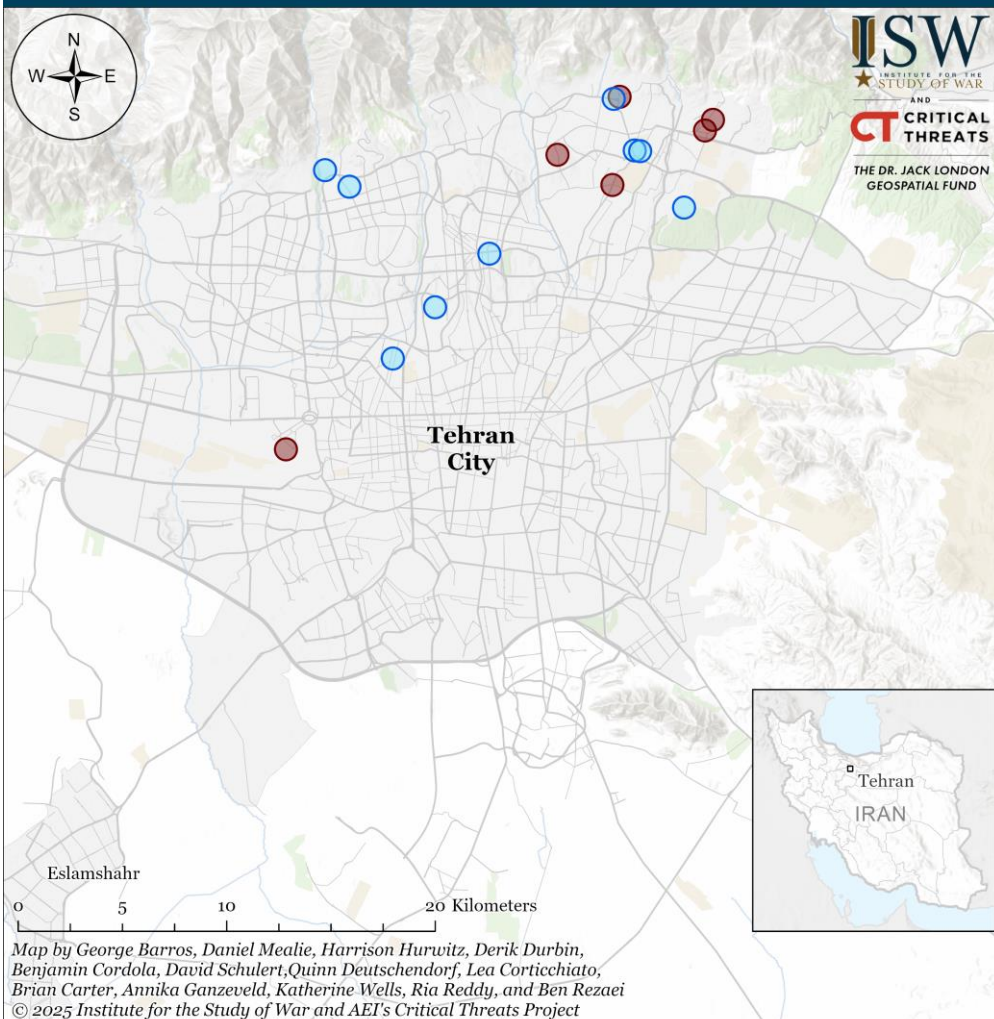 N
W E
S
ISW
INSTITUTE FOR THE
STUDY OF WAR
AND
CT CRITICAL
THREATS
THE DR. JACK LONDON
GEOSPATIAL FUND
Tehran
City
Tehran
IRAN
Eslamshahr
0 5 10 20 Kilometers
Map by George Barros, Daniel Mealie, Harrison Hurwitz, Derik Durbin,
Benjamin Cordola, David Schulert,Quinn Deutschendorf, Lea Corticchiato,
Brian Carter, Annika Ganzeveld, Katherine Wells, Ria Reddy, and Ben Rezaei
© 2025 Institute for the Study of War and AEI's Critical Threats Project